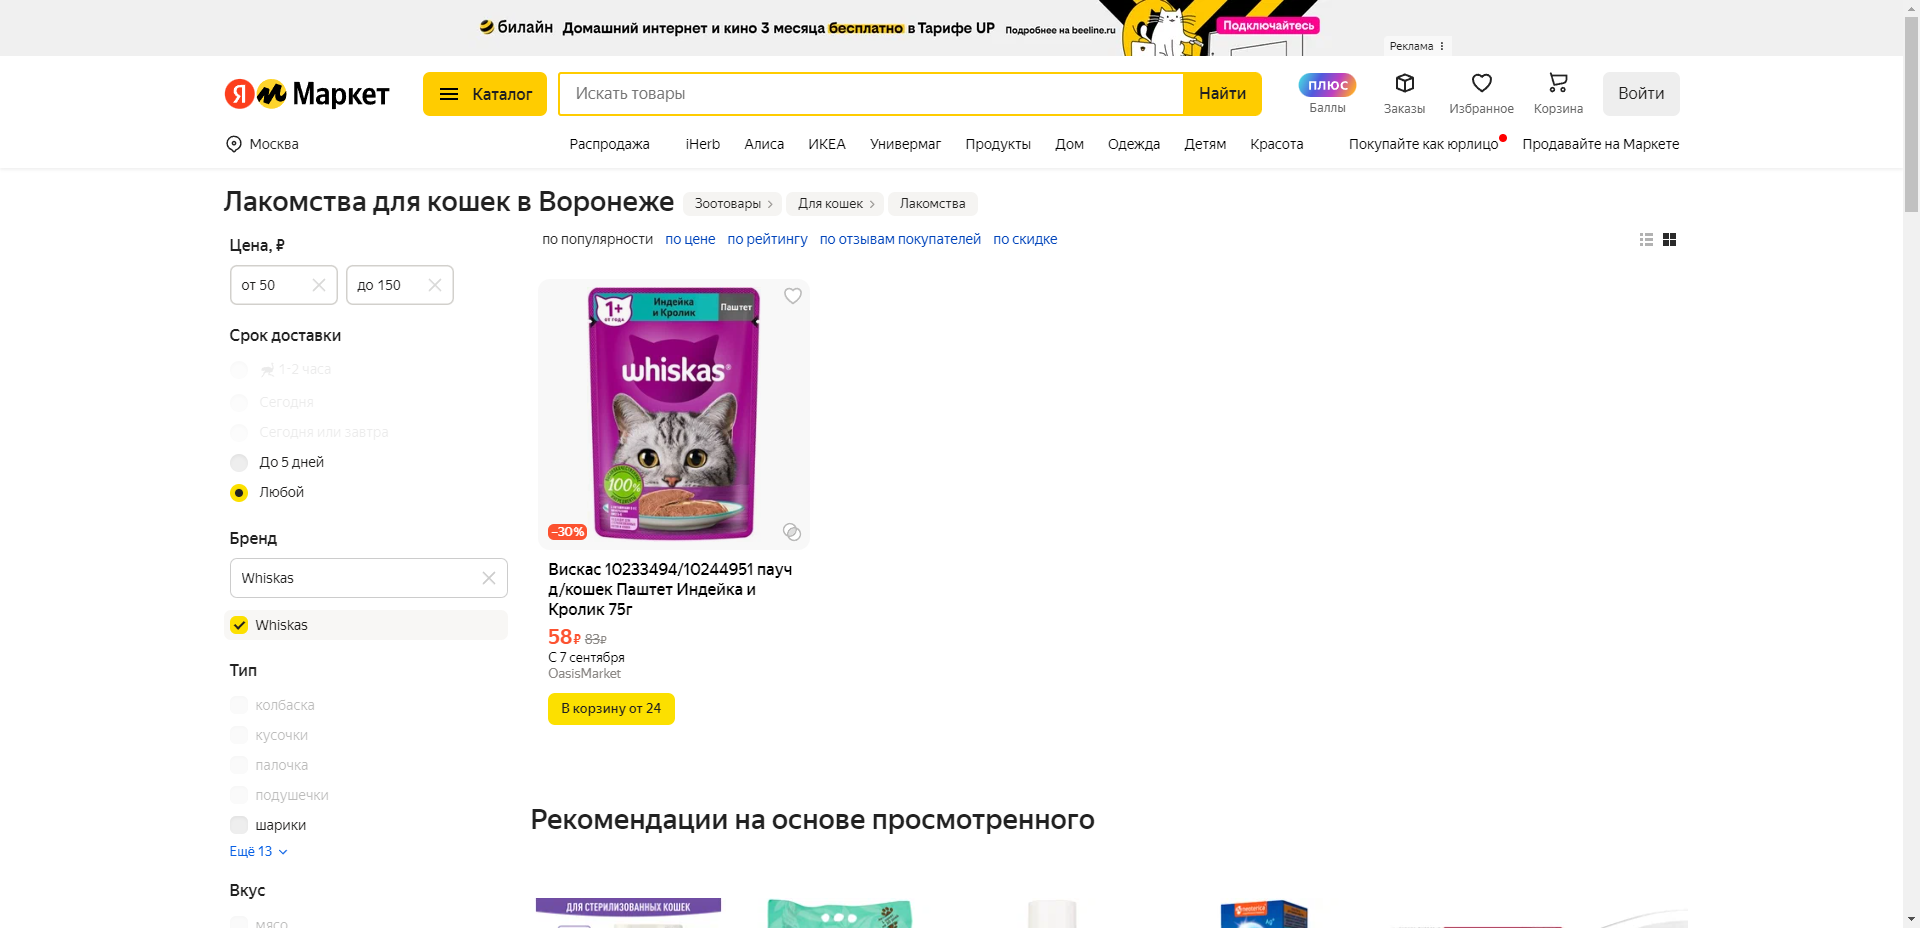 билайн Домашний интернет и кино 3 месяца бесплатно в Тарифе UP Подробнее на beeline.ru Подключайтесь
Реклама
Я Маркет
Каталог
Искать товары
Найти
плюс
Баллы
Заказы
Избранное
Корзина
Войти
Москва
Распродажа
iHerb
Алиса
ИКЕА
Универмаг
Продукты
Дом
Одежда
Детям
Красота
Покупайте как юрлицо
Продавайте на Маркете
Лакомства для кошек в Воронеже
Зоотовары
Для кошек
Лакомства
по популярности
по цене
по рейтингу
по отзывам покупателей
по скидке
Цена, ₽
от 50
до 150
Срок доставки
1-2 часа
Сегодня
Сегодня или завтра
До 5 дней
Любой
Бренд
Whiskas
Whiskas
Тип
колбаска
кусочки
палочка
подушечки
шарики
Ещё 13
Вкус
мясо
1+
Индейка
и Кролик
Паштет
whiskas®
100%
-30%
Вискас 10233494/10244951 пауч
д/кошек Паштет Индейка и
Кролик 75г
58₽ 83₽
С 7 сентября
OasisMarket
В корзину от 24
Рекомендации на основе просмотренного
ДЛЯ СТЕРИЛИЗОВАННЫХ КОШЕК